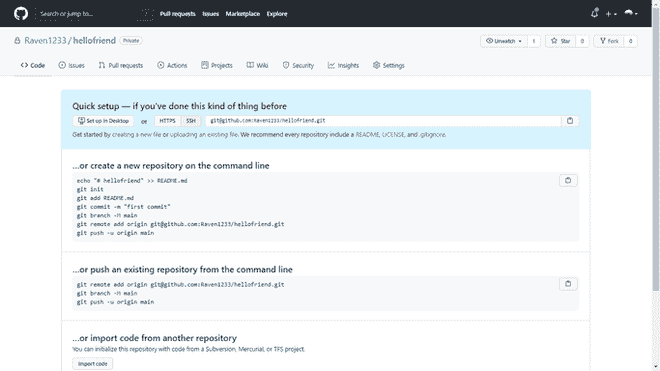 Search or jump to...
Pull requests Issues Marketplace Explore
Raven1233 / hellofriend Private
Unwatch 1 Star 0 Fork 0
Code Issues Pull requests Actions Projects Wiki Security Insights Settings
Quick setup — if you've done this kind of thing before
Set up in Desktop or HTTPS SSH git@github.com:Raven1233/hellofriend.git
Get started by creating a new file or uploading an existing file. We recommend every repository include a README, LICENSE, and .gitignore.
...or create a new repository on the command line
echo "# hellofriend" >> README.md
git init
git add README.md
git commit -m "first commit"
git branch -M main
git remote add origin git@github.com:Raven1233/hellofriend.git
git push -u origin main
...or push an existing repository from the command line
git remote add origin git@github.com:Raven1233/hellofriend.git
git branch -M main
git push -u origin main
...or import code from another repository
You can initialize this repository with code from a Subversion, Mercurial, or TFS project.
Import code